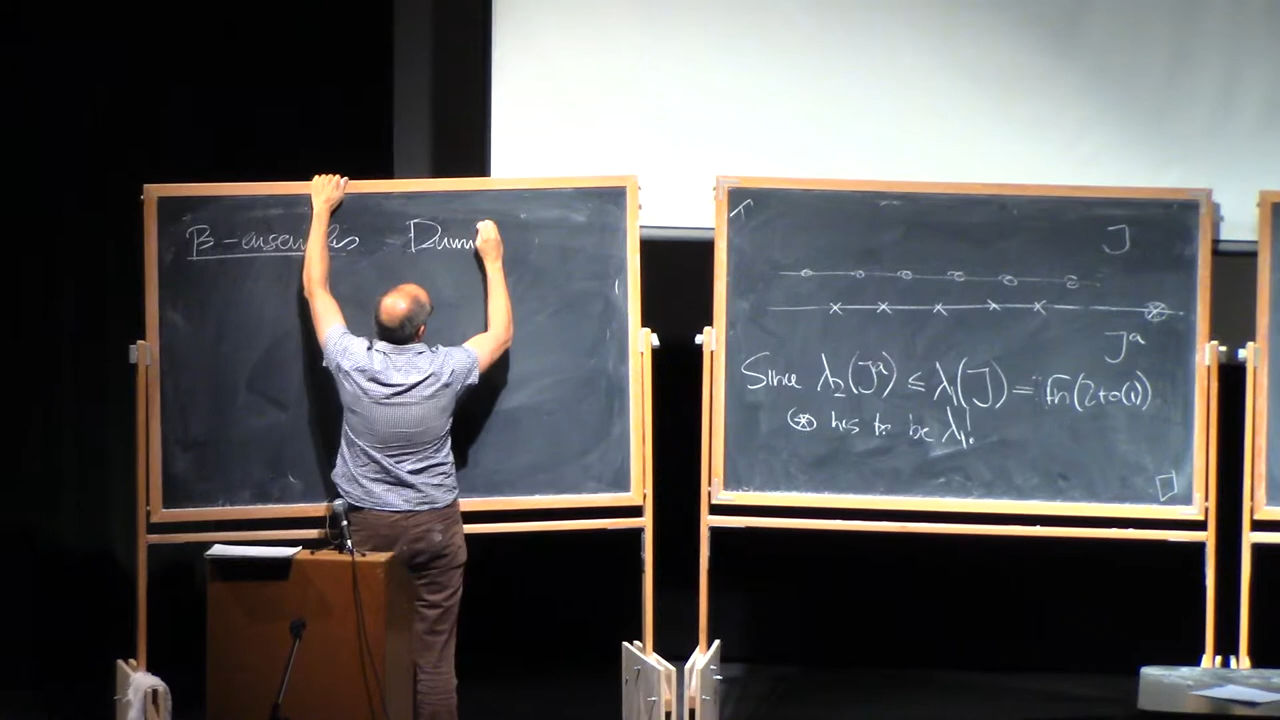 β-ensembles Dum
J
J^a
Since λ₂(J^a) ≤ λ₁(J) = √n(2+o(1))
⊛ has to be λ₁!